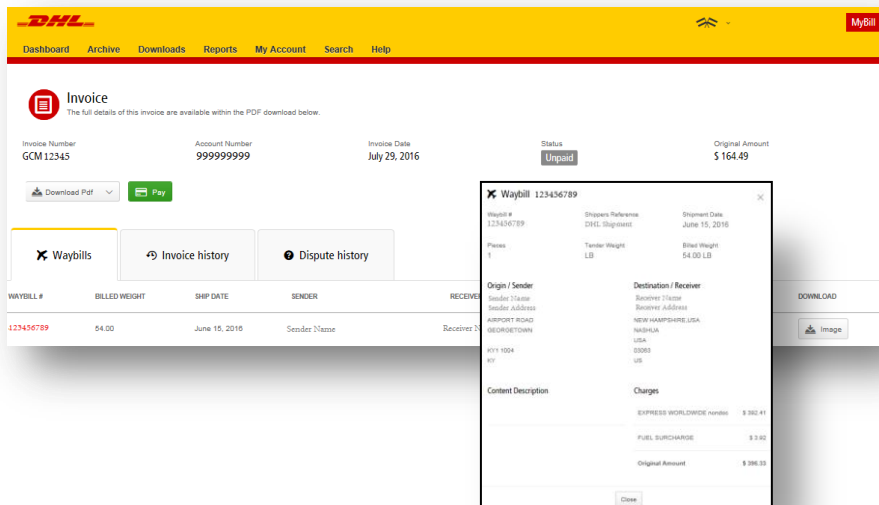 DHL
MyBill
Dashboard Archive Downloads Reports My Account Search Help
Invoice
The full details of this invoice are available within the PDF download below.
Invoice Number Account Number Invoice Date Status Original Amount
GCM 12345 999999999 July 29, 2016 Unpaid $ 164.49
Download Pdf Pay
Waybills Invoice history Dispute history
WAYBILL # BILLED WEIGHT SHIP DATE SENDER RECEIVER DOWNLOAD
123456789 54.00 June 15, 2016 Sender Name Receiver N Image
Waybill 123456789
Waybill # Shippers Reference Shipment Date
123456789 DHL Shipment June 15, 2016
Pieces Tender Weight Billed Weight
1 LB 54.00 LB
Origin / Sender Destination / Receiver
Sender Name Receiver Name
Sender Address Receiver Address
AIRPORT ROAD NEW HAMPSHIRE,USA
GEORGETOWN NASHUA
USA
KY1 1004 03063
KY US
Content Description Charges
EXPRESS WORLDWIDE nondoc $ 392.41
FUEL SURCHARGE $ 3.92
Original Amount $ 396.33
Close